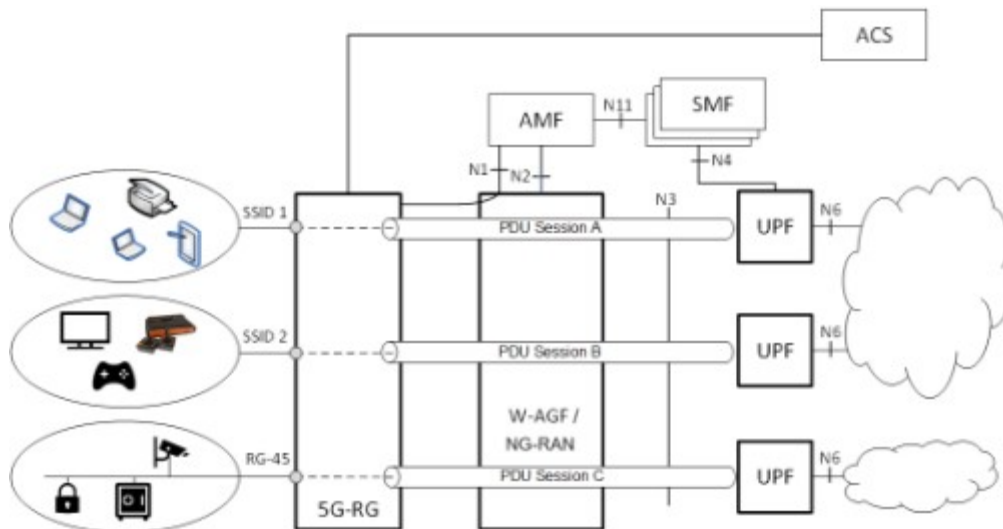 ACS
N11
SMF
AMF
N1
N2
N4
N3
SSID 1
PDU Session A
UPF
N6
SSID 2
PDU Session B
UPF
N6
W-AGF /
NG-RAN
RG-45
PDU Session C
UPF
N6
5G-RG